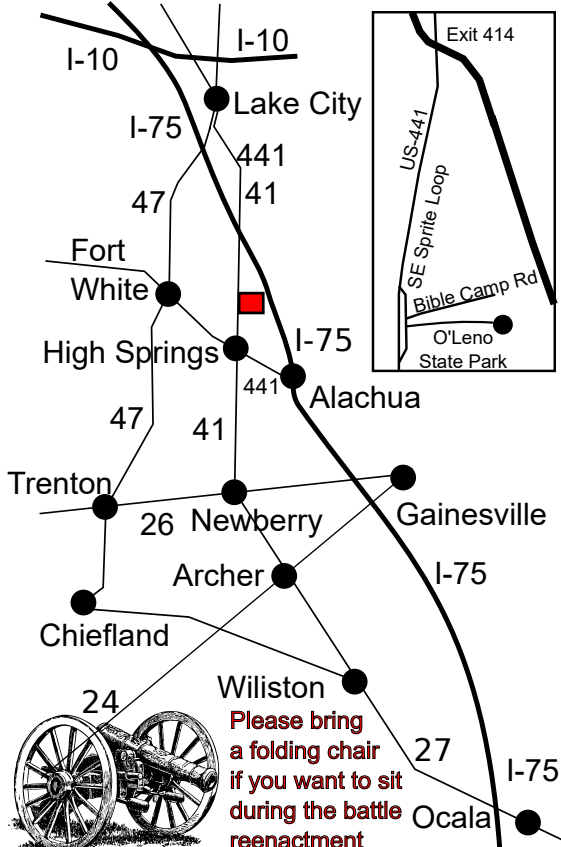 I-10
I-10
Lake City
I-75
441
41
47
Fort
White
High Springs
I-75
441
Alachua
47
41
Trenton
26
Newberry
Gainesville
Archer
I-75
Chiefland
Wiliston
24
Please bring
a folding chair
if you want to sit
during the battle
reenactment
27
I-75
Ocala
Exit 414
US-441
SE Sprite Loop
Bible Camp Rd
O'Leno
State Park